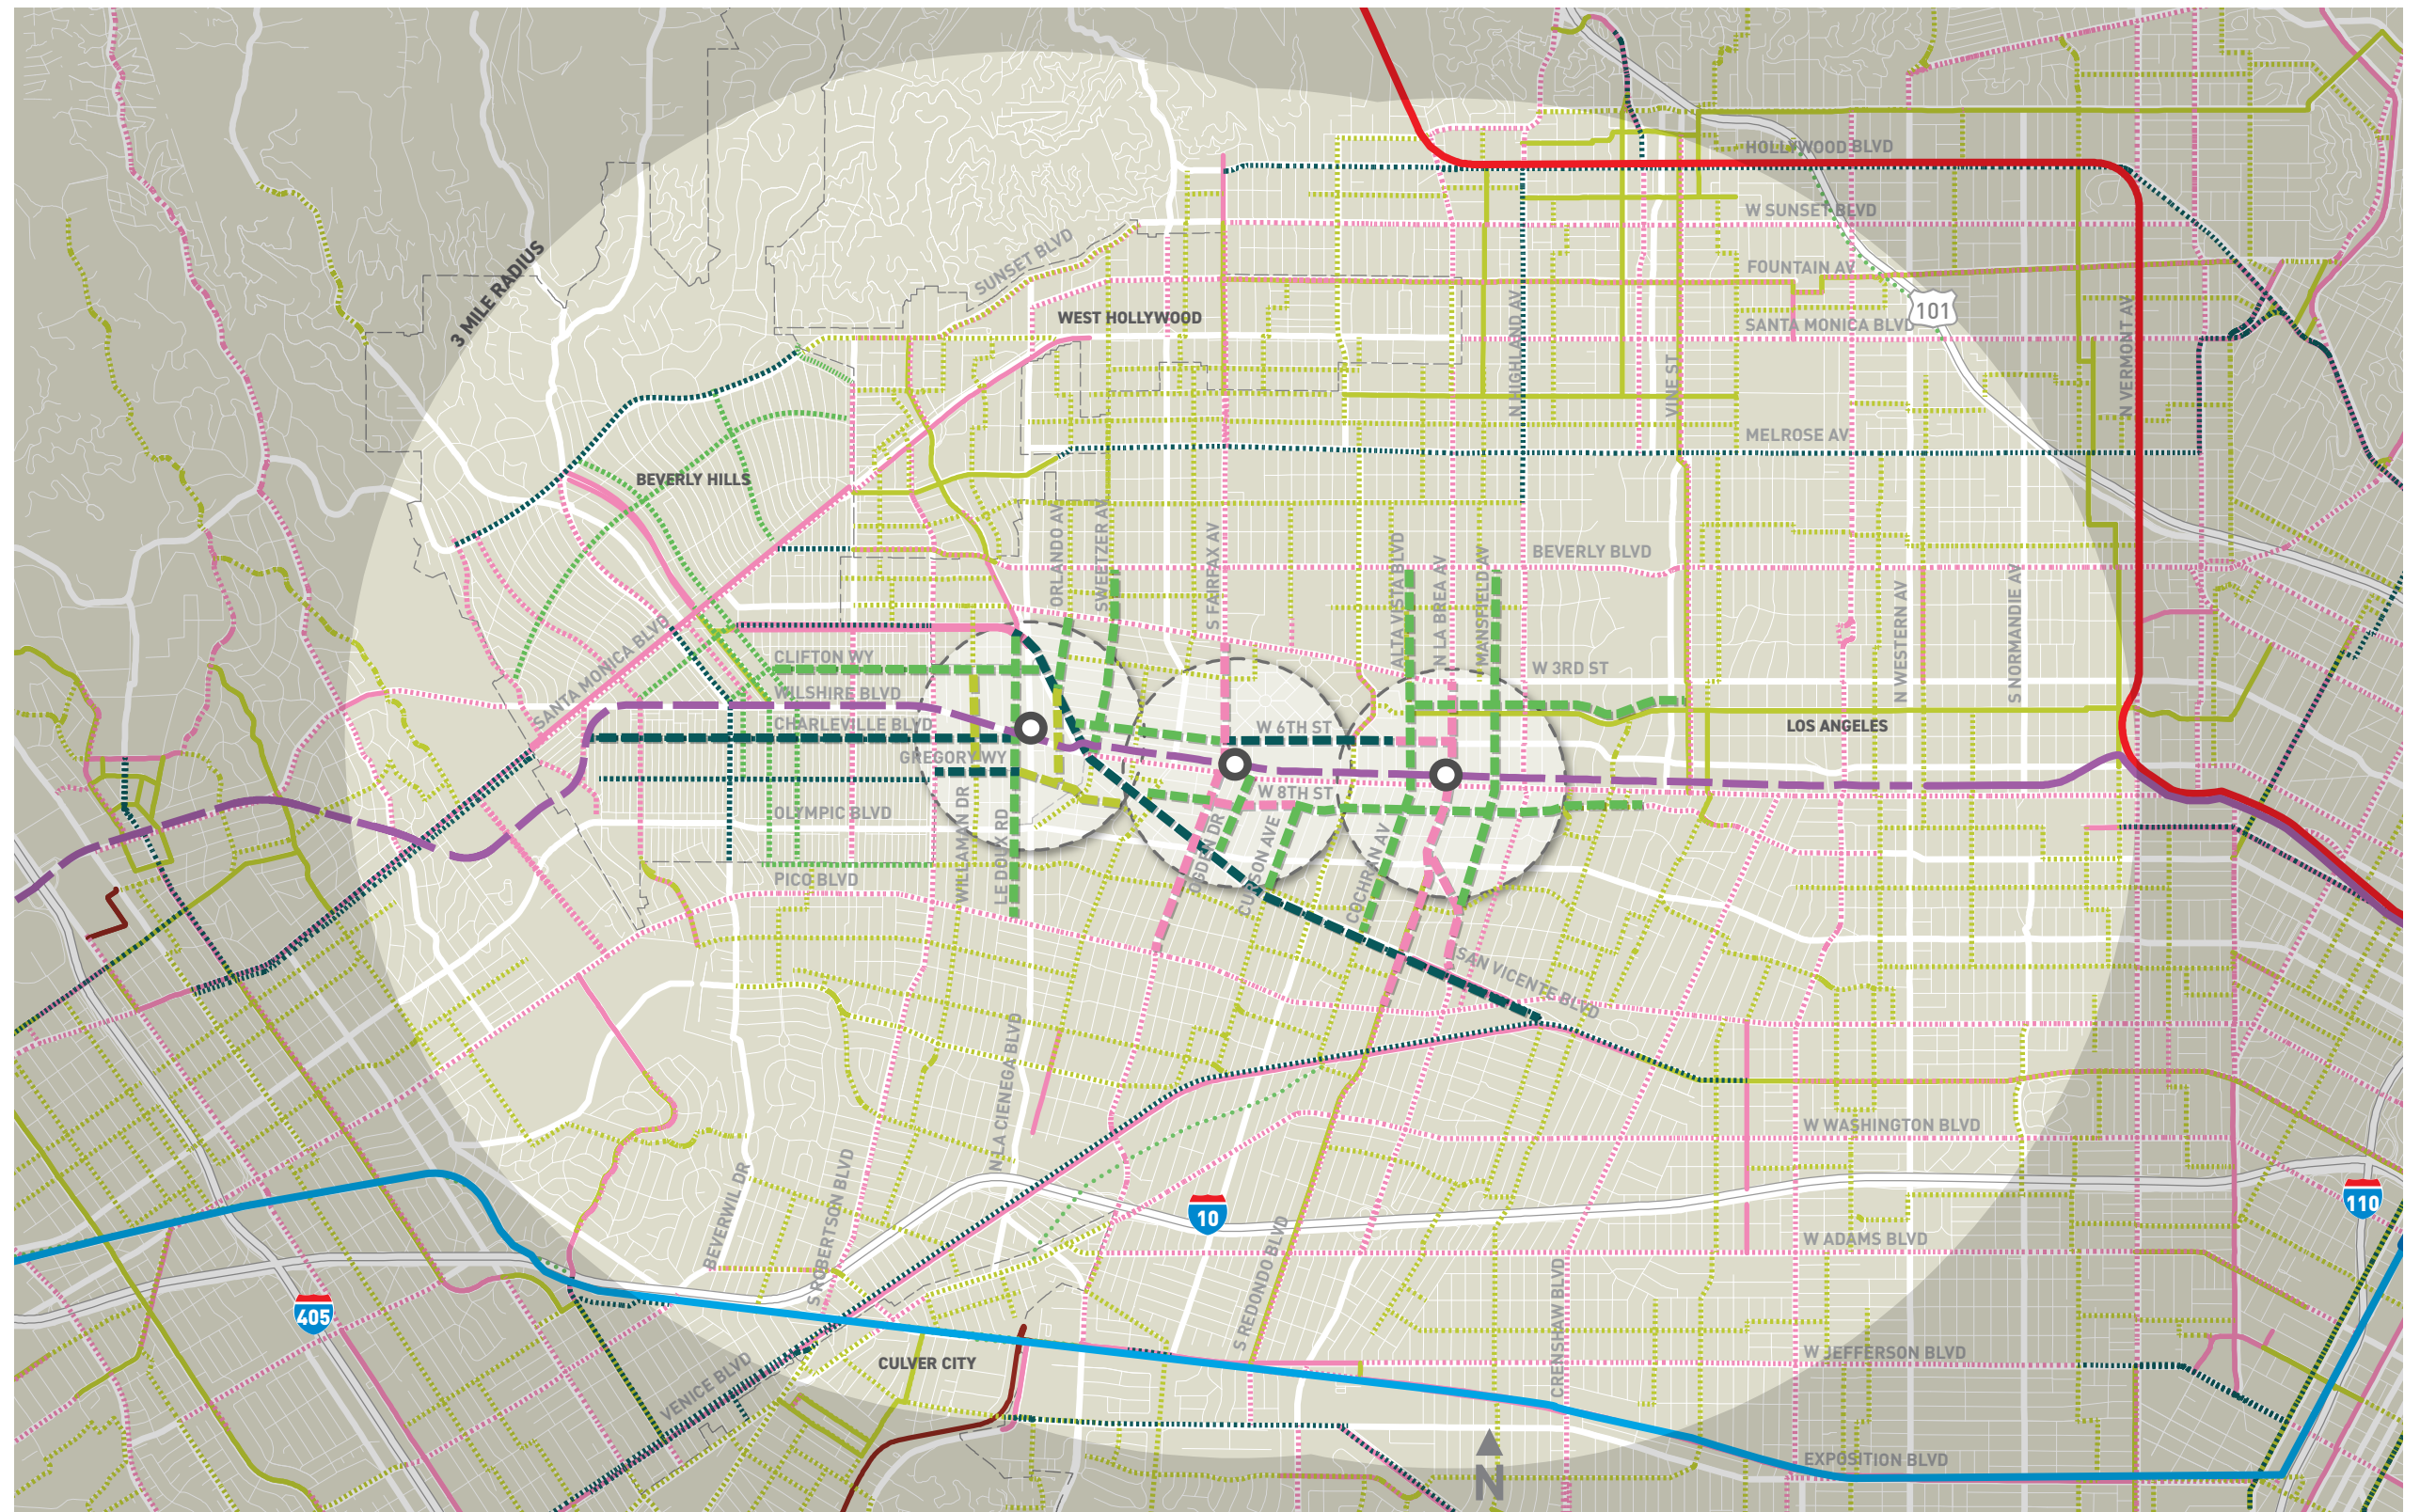 HOLLYWOOD BLVD
W SUNSET BLVD
3 MILE RADIUS
SUNSET BLVD
FOUNTAIN AV
101
WEST HOLLYWOOD
SANTA MONICA BLVD
N HIGHLAND AV
VINE ST
N VERMONT AV
MELROSE AV
BEVERLY HILLS
ORLANDO AV
SWEETZER AV
S FAIRFAX AV
ALTA VISTA BLVD
N LA BREA AV
MANSFIELD AV
BEVERLY BLVD
N WESTERN AV
S NORMANDIE AV
SANTA MONICA BLVD
CLIFTON WY
W 3RD ST
WILSHIRE BLVD
CHARLEVILLE BLVD
W 6TH ST
LOS ANGELES
GREGORY WY
W 8TH ST
OLYMPIC BLVD
WILLAMAN DR
LE DOUX RD
OGDEN DR
CURSON AVE
COCHRAN AV
PICO BLVD
SAN VICENTE BLVD
N LA CIENEGA BLVD
W WASHINGTON BLVD
BEVERWIL DR
S ROBERTSON BLVD
10
110
S REDONDO BLVD
W ADAMS BLVD
CRENSHAW BLVD
405
VENICE BLVD
CULVER CITY
W JEFFERSON BLVD
EXPOSITION BLVD
N